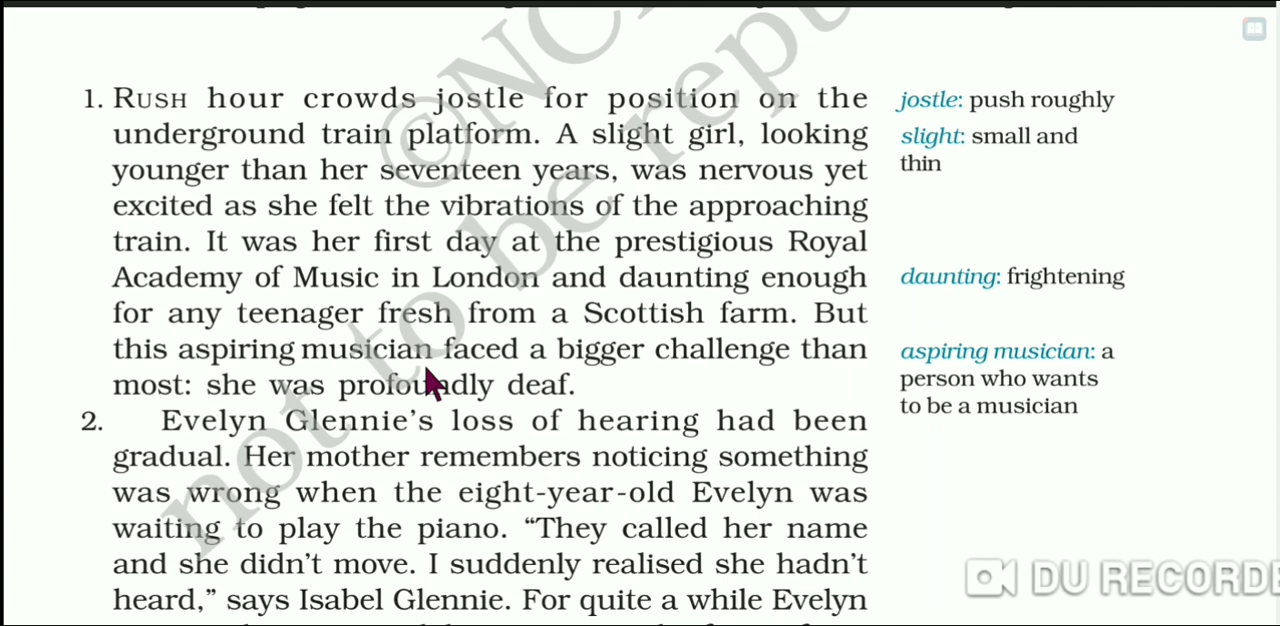 1. RUSH hour crowds jostle for position on the
underground train platform. A slight girl, looking
younger than her seventeen years, was nervous yet
excited as she felt the vibrations of the approaching
train. It was her first day at the prestigious Royal
Academy of Music in London and daunting enough
for any teenager fresh from a Scottish farm. But
this aspiring musician faced a bigger challenge than
most: she was profoundly deaf.
2. Evelyn Glennie’s loss of hearing had been
gradual. Her mother remembers noticing something
was wrong when the eight-year-old Evelyn was
waiting to play the piano. “They called her name
and she didn’t move. I suddenly realised she hadn’t
heard,” says Isabel Glennie. For quite a while Evelyn
jostle: push roughly
slight: small and
thin
daunting: frightening
aspiring musician: a
person who wants
to be a musician
©NC
not to be rep
DU RECORDE